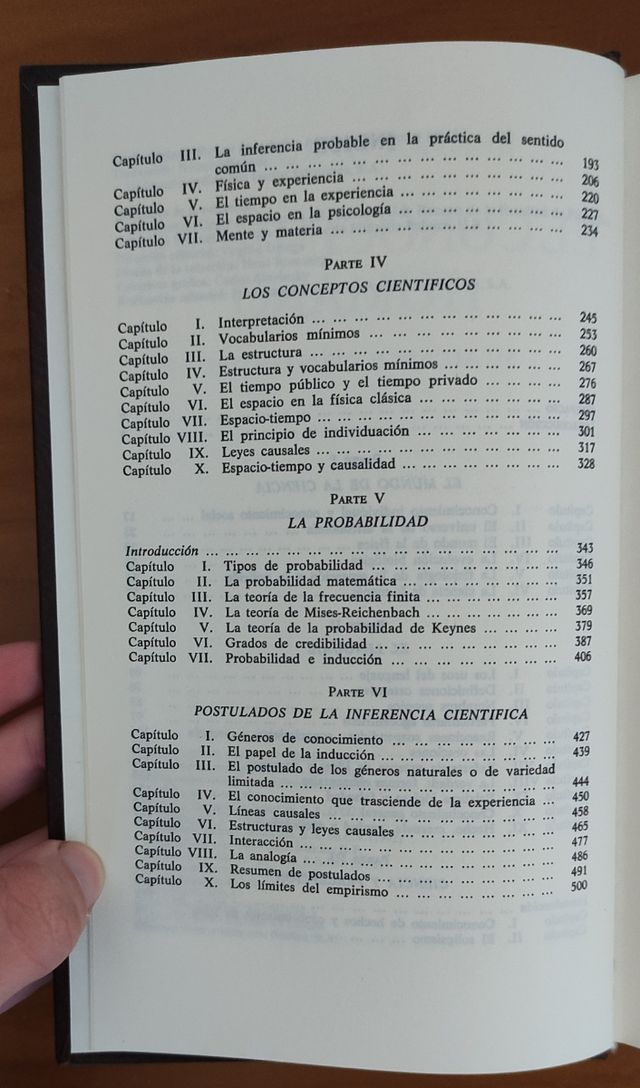 Capítulo III. La inferencia probable en la práctica del sentido
común ... ... ... ... ... ... ... ... ... ... ... ... ... 193
Capítulo IV. Física y experiencia ... ... ... ... ... ... ... ... ... 206
Capítulo V. El tiempo en la experiencia ... ... ... ... ... ... ... 220
Capítulo VI. El espacio en la psicología ... ... ... ... ... ... ... 227
Capítulo VII. Mente y materia ... ... ... ... ... ... ... ... ... ... 234
PARTE IV
LOS CONCEPTOS CIENTIFICOS
Capítulo I. Interpretación ... ... ... ... ... ... ... ... ... ... ... 245
Capítulo II. Vocabularios mínimos ... ... ... ... ... ... ... ... 253
Capítulo III. La estructura ... ... ... ... ... ... ... ... ... ... ... 260
Capítulo IV. Estructura y vocabularios mínimos ... ... ... ... ... 267
Capítulo V. El tiempo público y el tiempo privado ... ... ... ... 276
Capítulo VI. El espacio en la física clásica ... ... ... ... ... ... 287
Capítulo VII. Espacio-tiempo ... ... ... ... ... ... ... ... ... ... 297
Capítulo VIII. El principio de individuación ... ... ... ... ... ... 301
Capítulo IX. Leyes causales ... ... ... ... ... ... ... ... ... ... ... 317
Capítulo X. Espacio-tiempo y causalidad ... ... ... ... ... ... ... 328
PARTE V
LA PROBABILIDAD
Introducción ... ... ... ... ... ... ... ... ... ... ... ... ... ... ... 343
Capítulo I. Tipos de probabilidad ... ... ... ... ... ... ... ... 346
Capítulo II. La probabilidad matemática ... ... ... ... ... ... ... 351
Capítulo III. La teoría de la frecuencia finita ... ... ... ... ... ... 357
Capítulo IV. La teoría de Mises-Reichenbach ... ... ... ... ... ... 369
Capítulo V. La teoría de la probabilidad de Keynes ... ... ... ... 379
Capítulo VI. Grados de credibilidad ... ... ... ... ... ... ... ... 387
Capítulo VII. Probabilidad e inducción ... ... ... ... ... ... ... 406
PARTE VI
POSTULADOS DE LA INFERENCIA CIENTIFICA
Capítulo I. Géneros de conocimiento ... ... ... ... ... ... ... 427
Capítulo II. El papel de la inducción ... ... ... ... ... ... ... ... 439
Capítulo III. El postulado de los géneros naturales o de variedad
limitada ... ... ... ... ... ... ... ... ... ... ... ... 444
Capítulo IV. El conocimiento que trasciende de la experiencia ... 450
Capítulo V. Líneas causales ... ... ... ... ... ... ... ... ... ... 458
Capítulo VI. Estructuras y leyes causales ... ... ... ... ... ... ... 465
Capítulo VII. Interacción ... ... ... ... ... ... ... ... ... ... ... 477
Capítulo VIII. La analogía ... ... ... ... ... ... ... ... ... ... ... 486
Capítulo IX. Resumen de postulados ... ... ... ... ... ... ... ... 491
Capítulo X. Los límites del empirismo ... ... ... ... ... ... ... 500